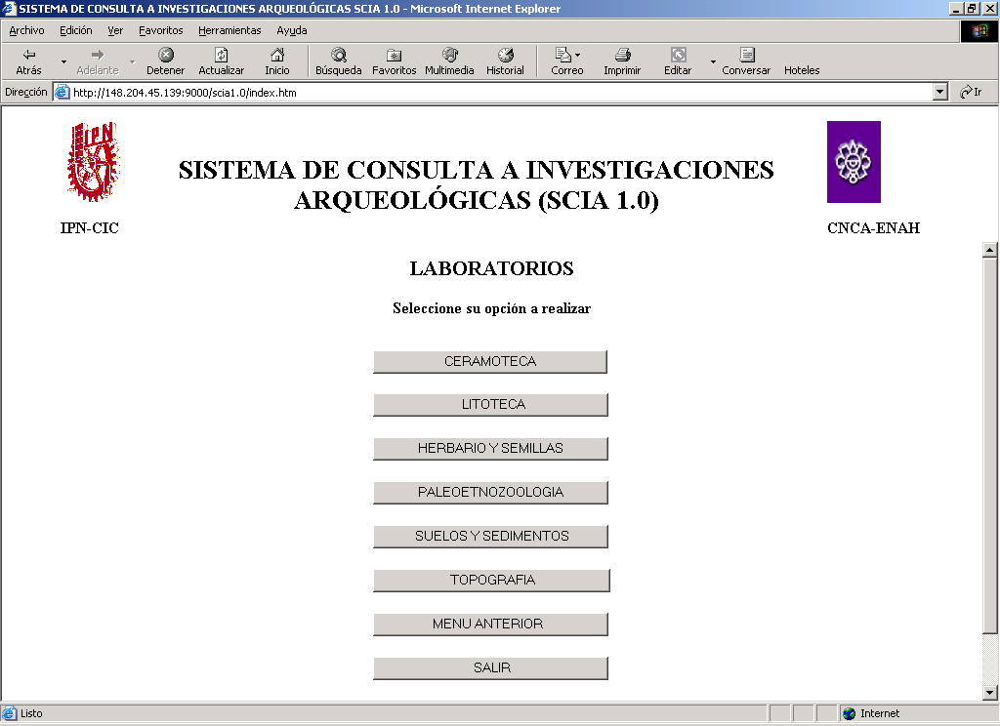 SISTEMA DE CONSULTA A INVESTIGACIONES ARQUEOLÓGICAS SCIA 1.0 - Microsoft Internet Explorer
Archivo Edición Ver Favoritos Herramientas Ayuda
Atrás Adelante Detener Actualizar Inicio Búsqueda Favoritos Multimedia Historial Correo Imprimir Editar Conversar Hoteles
Dirección http://148.204.45.139:9000/scia1.0/index.htm Ir
IPN
SISTEMA DE CONSULTA A INVESTIGACIONES
ARQUEOLÓGICAS (SCIA 1.0)
IPN-CIC CNCA-ENAH
LABORATORIOS
Seleccione su opción a realizar
CERAMOTECA
LITOTECA
HERBARIO Y SEMILLAS
PALEOETNOZOOLOGIA
SUELOS Y SEDIMENTOS
TOPOGRAFIA
MENU ANTERIOR
SALIR
Listo Internet